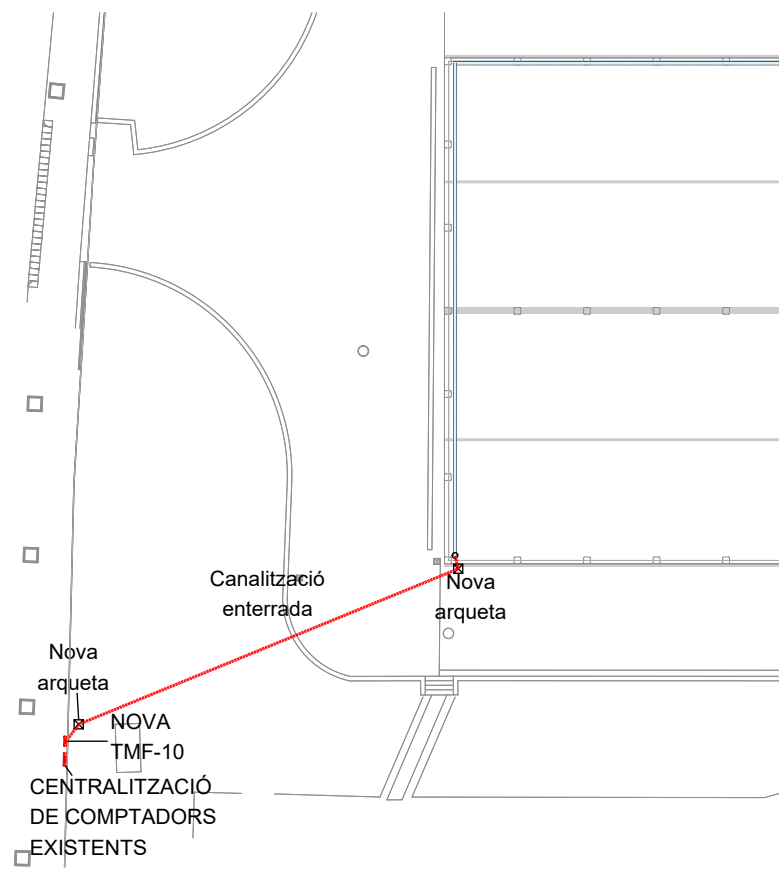 Canalització
enterrada
Nova
arqueta
Nova
arqueta
NOVA
TMF-10
CENTRALITZACIÓ
DE COMPTADORS
EXISTENTS